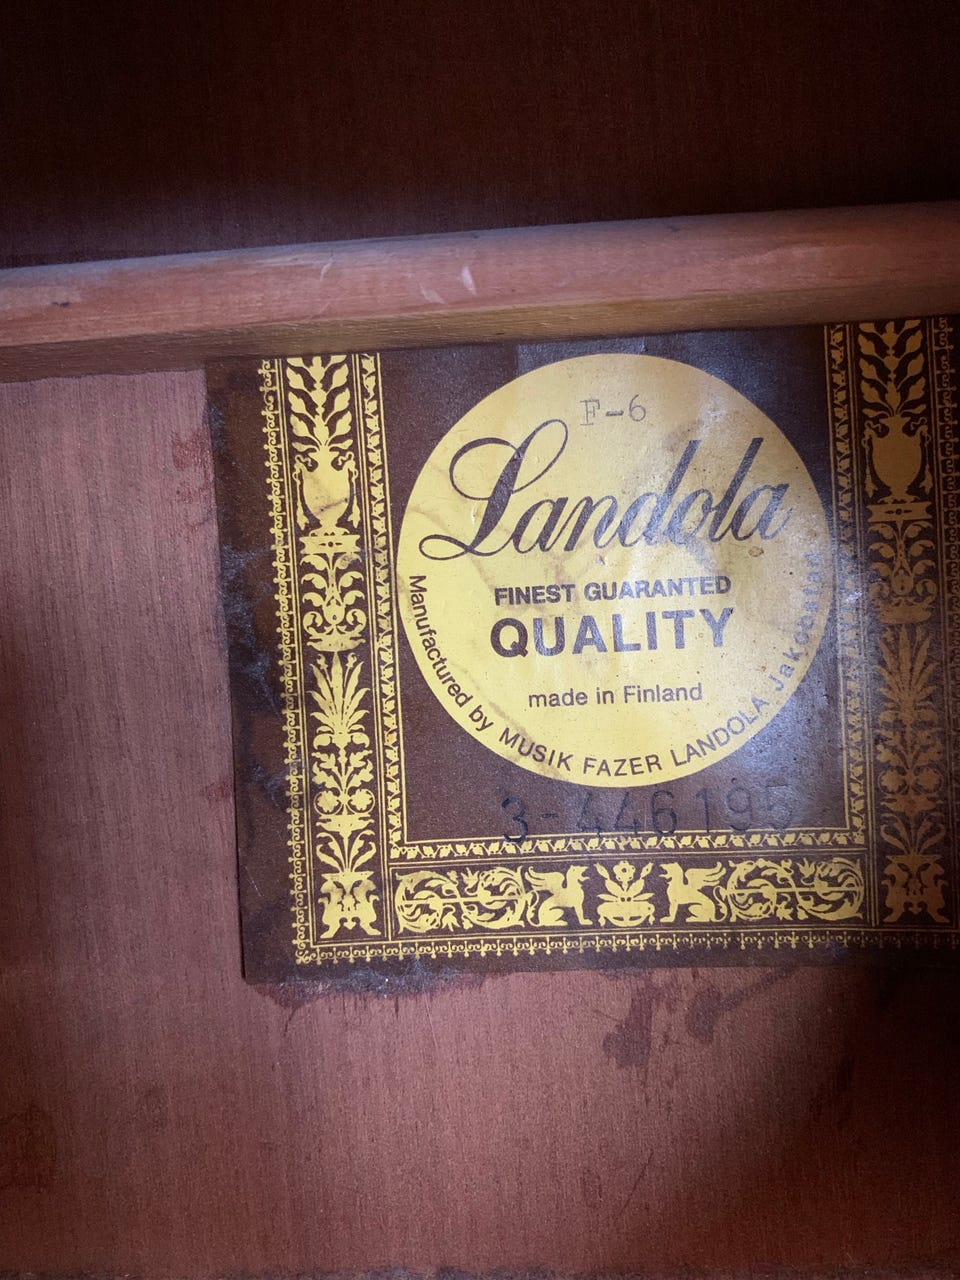 F-6
Landola
FINEST GUARANTED
QUALITY
made in Finland
Manufactured by MUSIK FAZER LANDOLA Jakobstad
3-446195